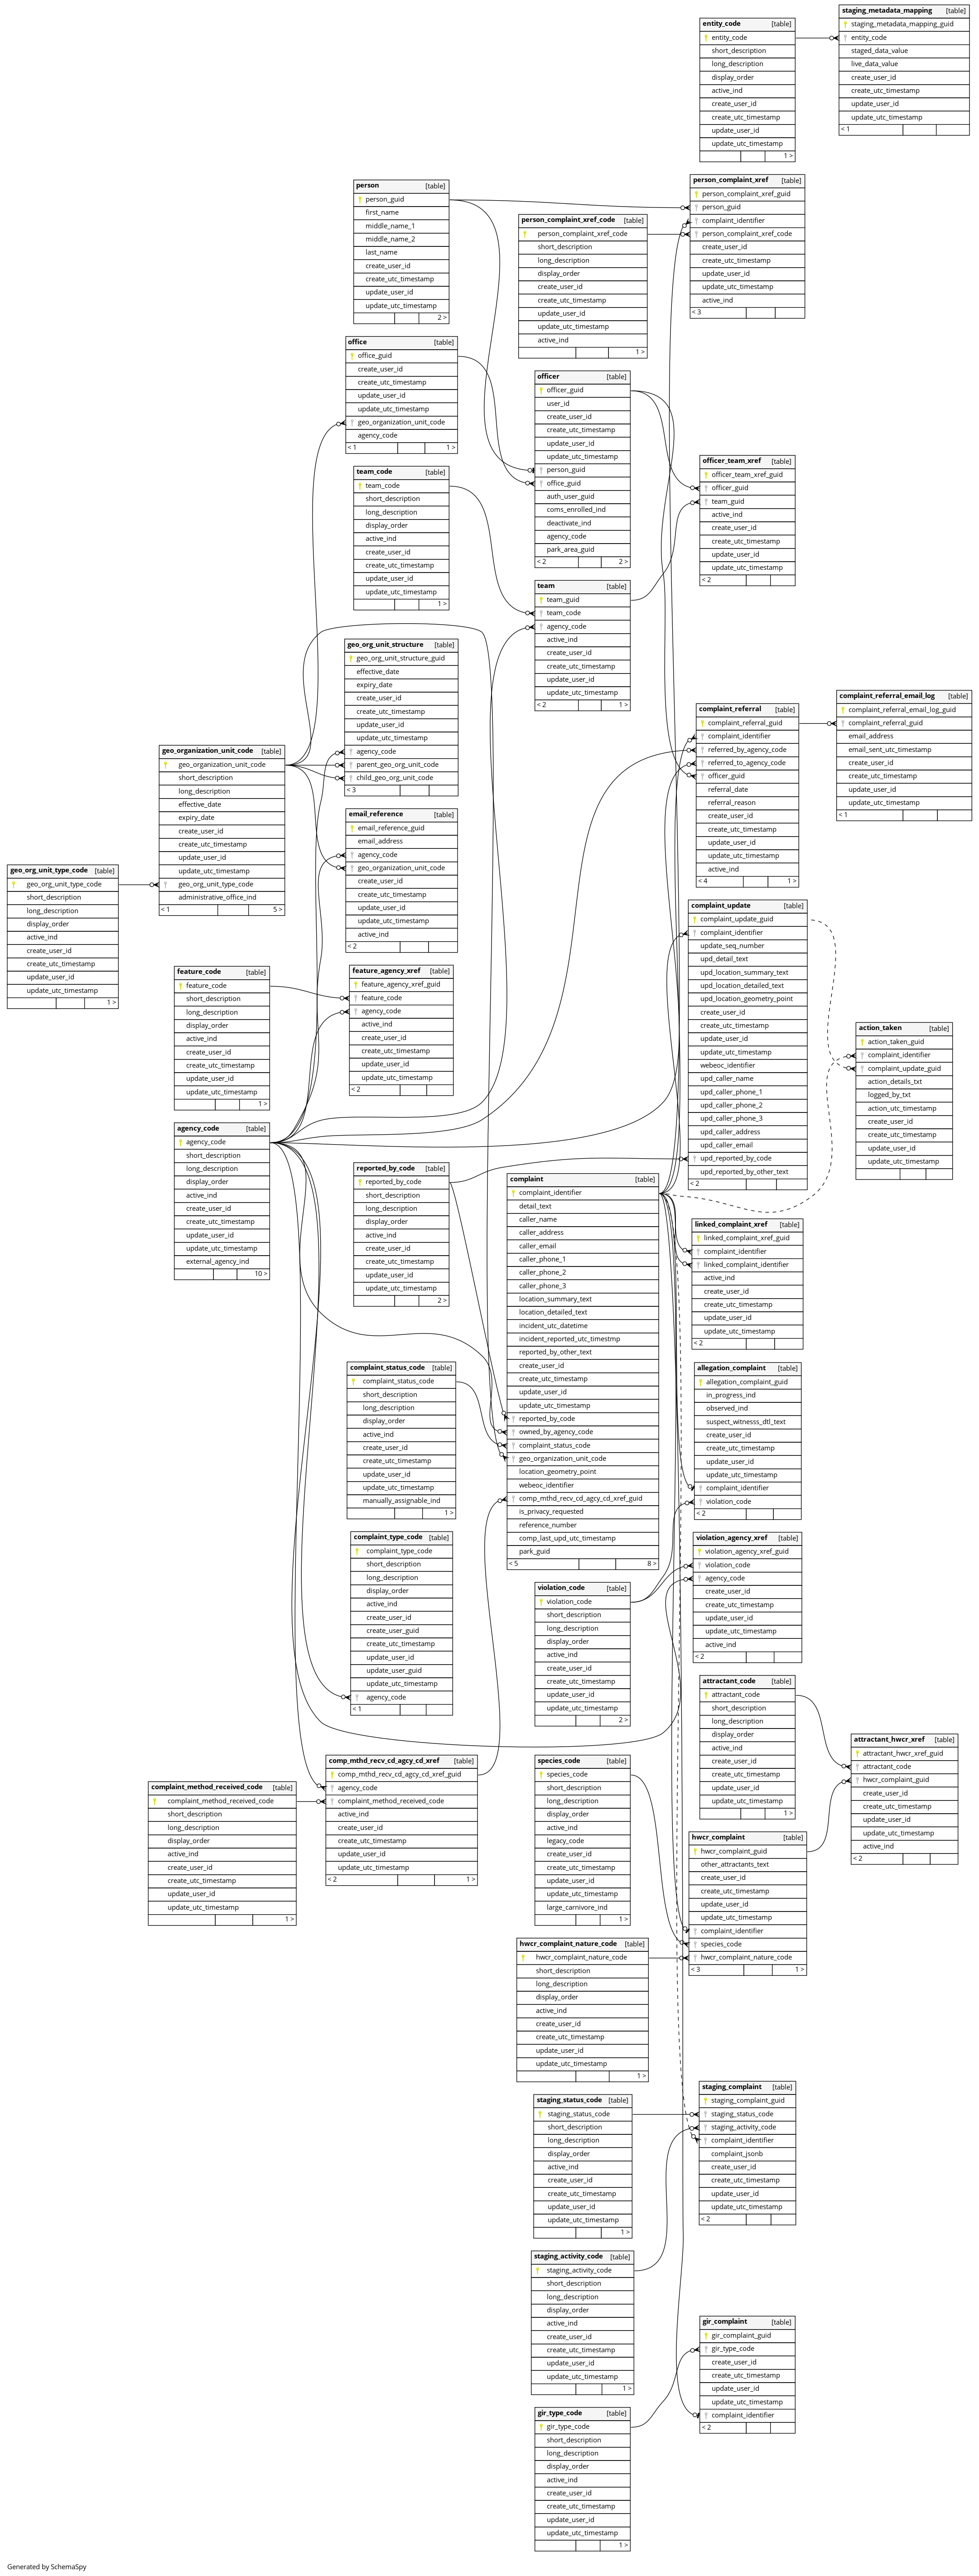 entity_code [table]
entity_code
short_description
long_description
display_order
active_ind
create_user_id
create_utc_timestamp
update_user_id
update_utc_timestamp
1 >
staging_metadata_mapping [table]
staging_metadata_mapping_guid
entity_code
staged_data_value
live_data_value
create_user_id
create_utc_timestamp
update_user_id
update_utc_timestamp
< 1
person [table]
person_guid
first_name
middle_name_1
middle_name_2
last_name
create_user_id
create_utc_timestamp
update_user_id
update_utc_timestamp
2 >
person_complaint_xref_code [table]
person_complaint_xref_code
short_description
long_description
display_order
create_user_id
create_utc_timestamp
update_user_id
update_utc_timestamp
active_ind
1 >
person_complaint_xref [table]
person_complaint_xref_guid
person_guid
complaint_identifier
person_complaint_xref_code
create_user_id
create_utc_timestamp
update_user_id
update_utc_timestamp
active_ind
< 3
office [table]
office_guid
create_user_id
create_utc_timestamp
update_user_id
update_utc_timestamp
geo_organization_unit_code
agency_code
< 1 1 >
officer [table]
officer_guid
user_id
create_user_id
create_utc_timestamp
update_user_id
update_utc_timestamp
person_guid
office_guid
auth_user_guid
coms_enrolled_ind
deactivate_ind
agency_code
park_area_guid
< 2 2 >
team_code [table]
team_code
short_description
long_description
display_order
active_ind
create_user_id
create_utc_timestamp
update_user_id
update_utc_timestamp
1 >
officer_team_xref [table]
officer_team_xref_guid
officer_guid
team_guid
active_ind
create_user_id
create_utc_timestamp
update_user_id
update_utc_timestamp
< 2
team [table]
team_guid
team_code
agency_code
active_ind
create_user_id
create_utc_timestamp
update_user_id
update_utc_timestamp
< 2 1 >
geo_org_unit_structure [table]
geo_org_unit_structure_guid
effective_date
expiry_date
create_user_id
create_utc_timestamp
update_user_id
update_utc_timestamp
agency_code
parent_geo_org_unit_code
child_geo_org_unit_code
< 3
complaint_referral [table]
complaint_referral_guid
complaint_identifier
referred_by_agency_code
referred_to_agency_code
officer_guid
referral_date
referral_reason
create_user_id
create_utc_timestamp
update_user_id
update_utc_timestamp
active_ind
< 4 1 >
complaint_referral_email_log [table]
complaint_referral_email_log_guid
complaint_referral_guid
email_address
email_sent_utc_timestamp
create_user_id
create_utc_timestamp
update_user_id
update_utc_timestamp
< 1
geo_organization_unit_code [table]
geo_organization_unit_code
short_description
long_description
effective_date
expiry_date
create_user_id
create_utc_timestamp
update_user_id
update_utc_timestamp
geo_org_unit_type_code
administrative_office_ind
< 1 5 >
email_reference [table]
email_reference_guid
email_address
agency_code
geo_organization_unit_code
create_user_id
create_utc_timestamp
update_user_id
update_utc_timestamp
active_ind
< 2
geo_org_unit_type_code [table]
geo_org_unit_type_code
short_description
long_description
display_order
active_ind
create_user_id
create_utc_timestamp
update_user_id
update_utc_timestamp
1 >
complaint_update [table]
complaint_update_guid
complaint_identifier
update_seq_number
upd_detail_text
upd_location_summary_text
upd_location_detailed_text
upd_location_geometry_point
create_user_id
create_utc_timestamp
update_user_id
update_utc_timestamp
webeoc_identifier
upd_caller_name
upd_caller_phone_1
upd_caller_phone_2
upd_caller_phone_3
upd_caller_address
upd_caller_email
upd_reported_by_code
upd_reported_by_other_text
< 2
feature_code [table]
feature_code
short_description
long_description
display_order
active_ind
create_user_id
create_utc_timestamp
update_user_id
update_utc_timestamp
1 >
feature_agency_xref [table]
feature_agency_xref_guid
feature_code
agency_code
active_ind
create_user_id
create_utc_timestamp
update_user_id
update_utc_timestamp
< 2
action_taken [table]
action_taken_guid
complaint_identifier
complaint_update_guid
action_details_txt
logged_by_txt
action_utc_timestamp
create_user_id
create_utc_timestamp
update_user_id
update_utc_timestamp
agency_code [table]
agency_code
short_description
long_description
display_order
active_ind
create_user_id
create_utc_timestamp
update_user_id
update_utc_timestamp
external_agency_ind
10 >
reported_by_code [table]
reported_by_code
short_description
long_description
display_order
active_ind
create_user_id
create_utc_timestamp
update_user_id
update_utc_timestamp
2 >
complaint [table]
complaint_identifier
detail_text
caller_name
caller_address
caller_email
caller_phone_1
caller_phone_2
caller_phone_3
location_summary_text
location_detailed_text
incident_utc_datetime
incident_reported_utc_timestmp
reported_by_other_text
create_user_id
create_utc_timestamp
update_user_id
update_utc_timestamp
reported_by_code
owned_by_agency_code
complaint_status_code
geo_organization_unit_code
location_geometry_point
webeoc_identifier
comp_mthd_recv_cd_agcy_cd_xref_guid
is_privacy_requested
reference_number
comp_last_upd_utc_timestamp
park_guid
< 5 8 >
linked_complaint_xref [table]
linked_complaint_xref_guid
complaint_identifier
linked_complaint_identifier
active_ind
create_user_id
create_utc_timestamp
update_user_id
update_utc_timestamp
< 2
complaint_status_code [table]
complaint_status_code
short_description
long_description
display_order
active_ind
create_user_id
create_utc_timestamp
update_user_id
update_utc_timestamp
manually_assignable_ind
1 >
allegation_complaint [table]
allegation_complaint_guid
in_progress_ind
observed_ind
suspect_witnesss_dtl_text
create_user_id
create_utc_timestamp
update_user_id
update_utc_timestamp
complaint_identifier
violation_code
< 2
complaint_type_code [table]
complaint_type_code
short_description
long_description
display_order
active_ind
create_user_id
create_user_guid
create_utc_timestamp
update_user_id
update_user_guid
update_utc_timestamp
agency_code
< 1
violation_agency_xref [table]
violation_agency_xref_guid
violation_code
agency_code
create_user_id
create_utc_timestamp
update_user_id
update_utc_timestamp
active_ind
< 2
violation_code [table]
violation_code
short_description
long_description
display_order
active_ind
create_user_id
create_utc_timestamp
update_user_id
update_utc_timestamp
2 >
attractant_code [table]
attractant_code
short_description
long_description
display_order
active_ind
create_user_id
create_utc_timestamp
update_user_id
update_utc_timestamp
1 >
attractant_hwcr_xref [table]
attractant_hwcr_xref_guid
attractant_code
hwcr_complaint_guid
create_user_id
create_utc_timestamp
update_user_id
update_utc_timestamp
active_ind
< 2
comp_mthd_recv_cd_agcy_cd_xref [table]
comp_mthd_recv_cd_agcy_cd_xref_guid
agency_code
complaint_method_received_code
active_ind
create_user_id
create_utc_timestamp
update_user_id
update_utc_timestamp
< 2 1 >
complaint_method_received_code [table]
complaint_method_received_code
short_description
long_description
display_order
active_ind
create_user_id
create_utc_timestamp
update_user_id
update_utc_timestamp
1 >
species_code [table]
species_code
short_description
long_description
display_order
active_ind
legacy_code
create_user_id
create_utc_timestamp
update_user_id
update_utc_timestamp
large_carnivore_ind
1 >
hwcr_complaint [table]
hwcr_complaint_guid
other_attractants_text
create_user_id
create_utc_timestamp
update_user_id
update_utc_timestamp
complaint_identifier
species_code
hwcr_complaint_nature_code
< 3 1 >
hwcr_complaint_nature_code [table]
hwcr_complaint_nature_code
short_description
long_description
display_order
active_ind
create_user_id
create_utc_timestamp
update_user_id
update_utc_timestamp
1 >
staging_status_code [table]
staging_status_code
short_description
long_description
display_order
active_ind
create_user_id
create_utc_timestamp
update_user_id
update_utc_timestamp
1 >
staging_complaint [table]
staging_complaint_guid
staging_status_code
staging_activity_code
complaint_identifier
complaint_jsonb
create_user_id
create_utc_timestamp
update_user_id
update_utc_timestamp
< 2
staging_activity_code [table]
staging_activity_code
short_description
long_description
display_order
active_ind
create_user_id
create_utc_timestamp
update_user_id
update_utc_timestamp
1 >
gir_complaint [table]
gir_complaint_guid
gir_type_code
create_user_id
create_utc_timestamp
update_user_id
update_utc_timestamp
complaint_identifier
< 2
gir_type_code [table]
gir_type_code
short_description
long_description
display_order
active_ind
create_user_id
create_utc_timestamp
update_user_id
update_utc_timestamp
1 >
Generated by SchemaSpy